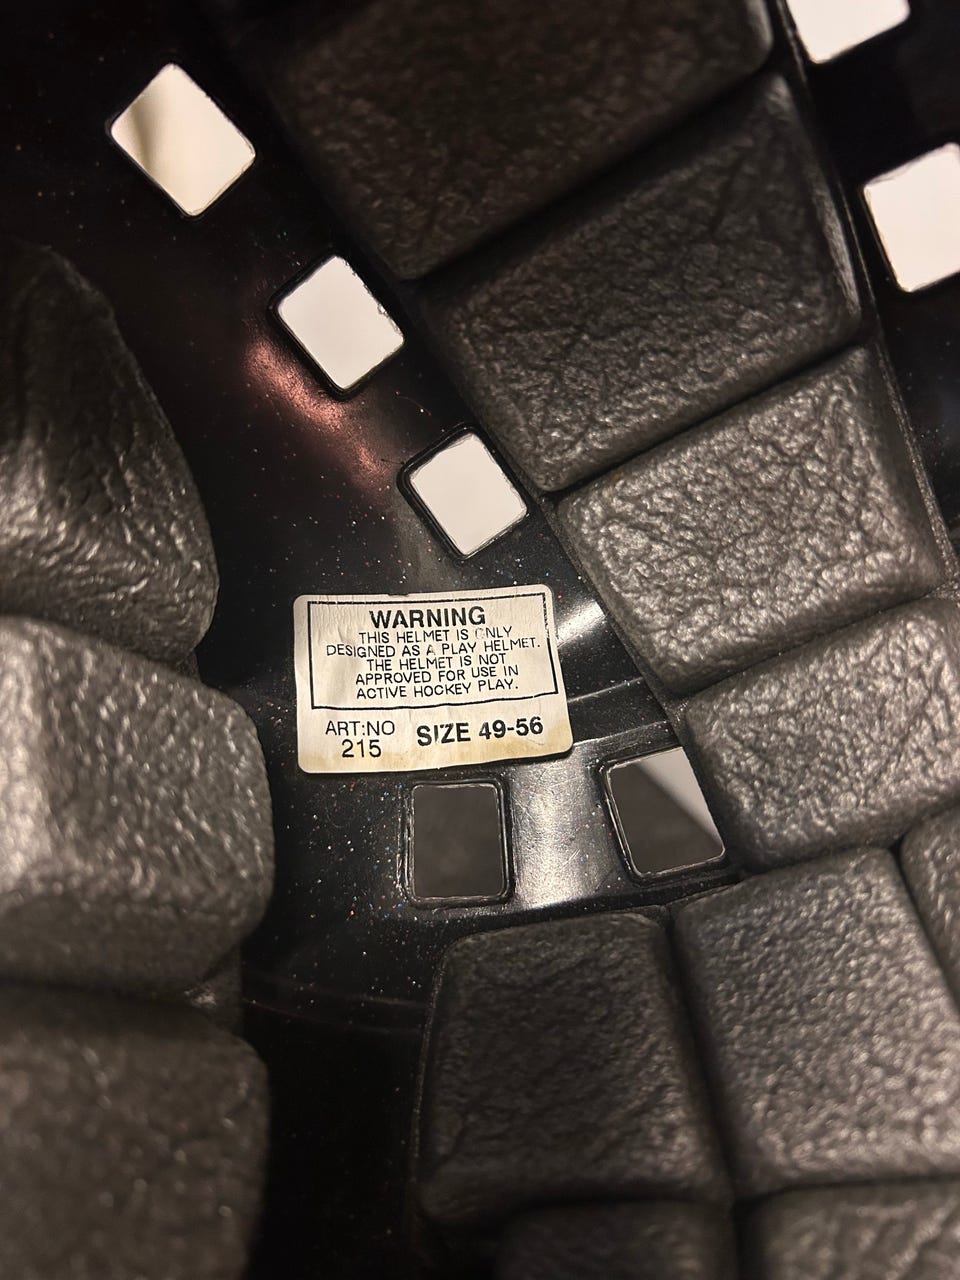 WARNING
THIS HELMET IS ONLY
DESIGNED AS A PLAY HELMET.
THE HELMET IS NOT
APPROVED FOR USE IN
ACTIVE HOCKEY PLAY.
ART:NO SIZE 49-56
215